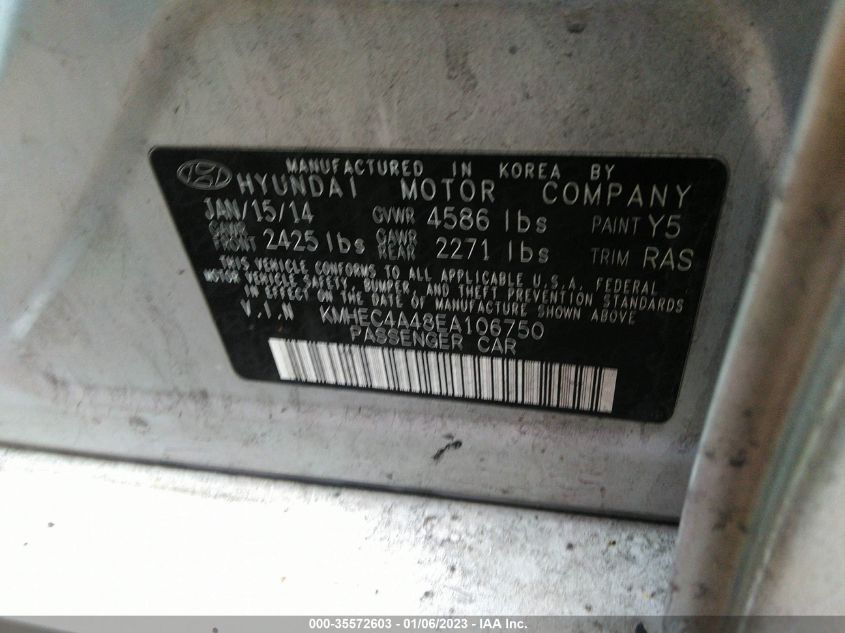 MANUFACTURED IN KOREA BY
HYUNDAI MOTOR COMPANY
JAN/15/14 GVWR 4586 lbs PAINT Y5
GAWR FRONT 2425 lbs GAWR REAR 2271 lbs TRIM RAS
THIS VEHICLE CONFORMS TO ALL APPLICABLE U.S.A. FEDERAL
MOTOR VEHICLE SAFETY, BUMPER, AND THEFT PREVENTION STANDARDS
IN EFFECT ON THE DATE OF MANUFACTURE SHOWN ABOVE
V.I.N KMHEC4A48EA106750
PASSENGER CAR
000-35572603 - 01/06/2023 - IAA Inc.